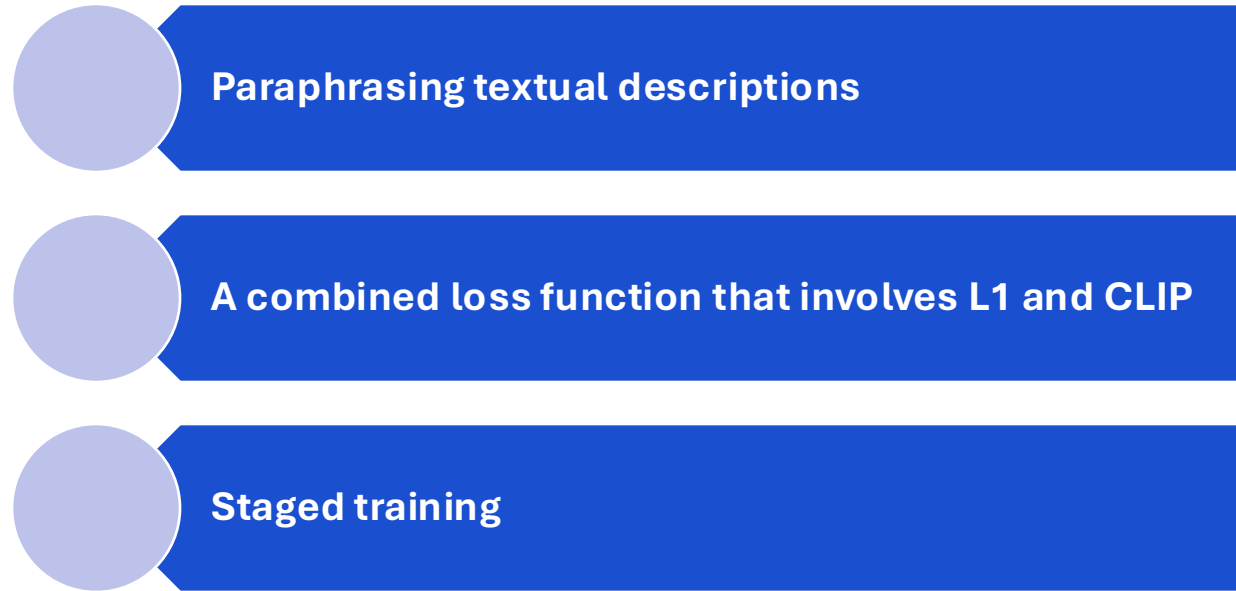 Paraphrasing textual descriptions
A combined loss function that involves L1 and CLIP
Staged training